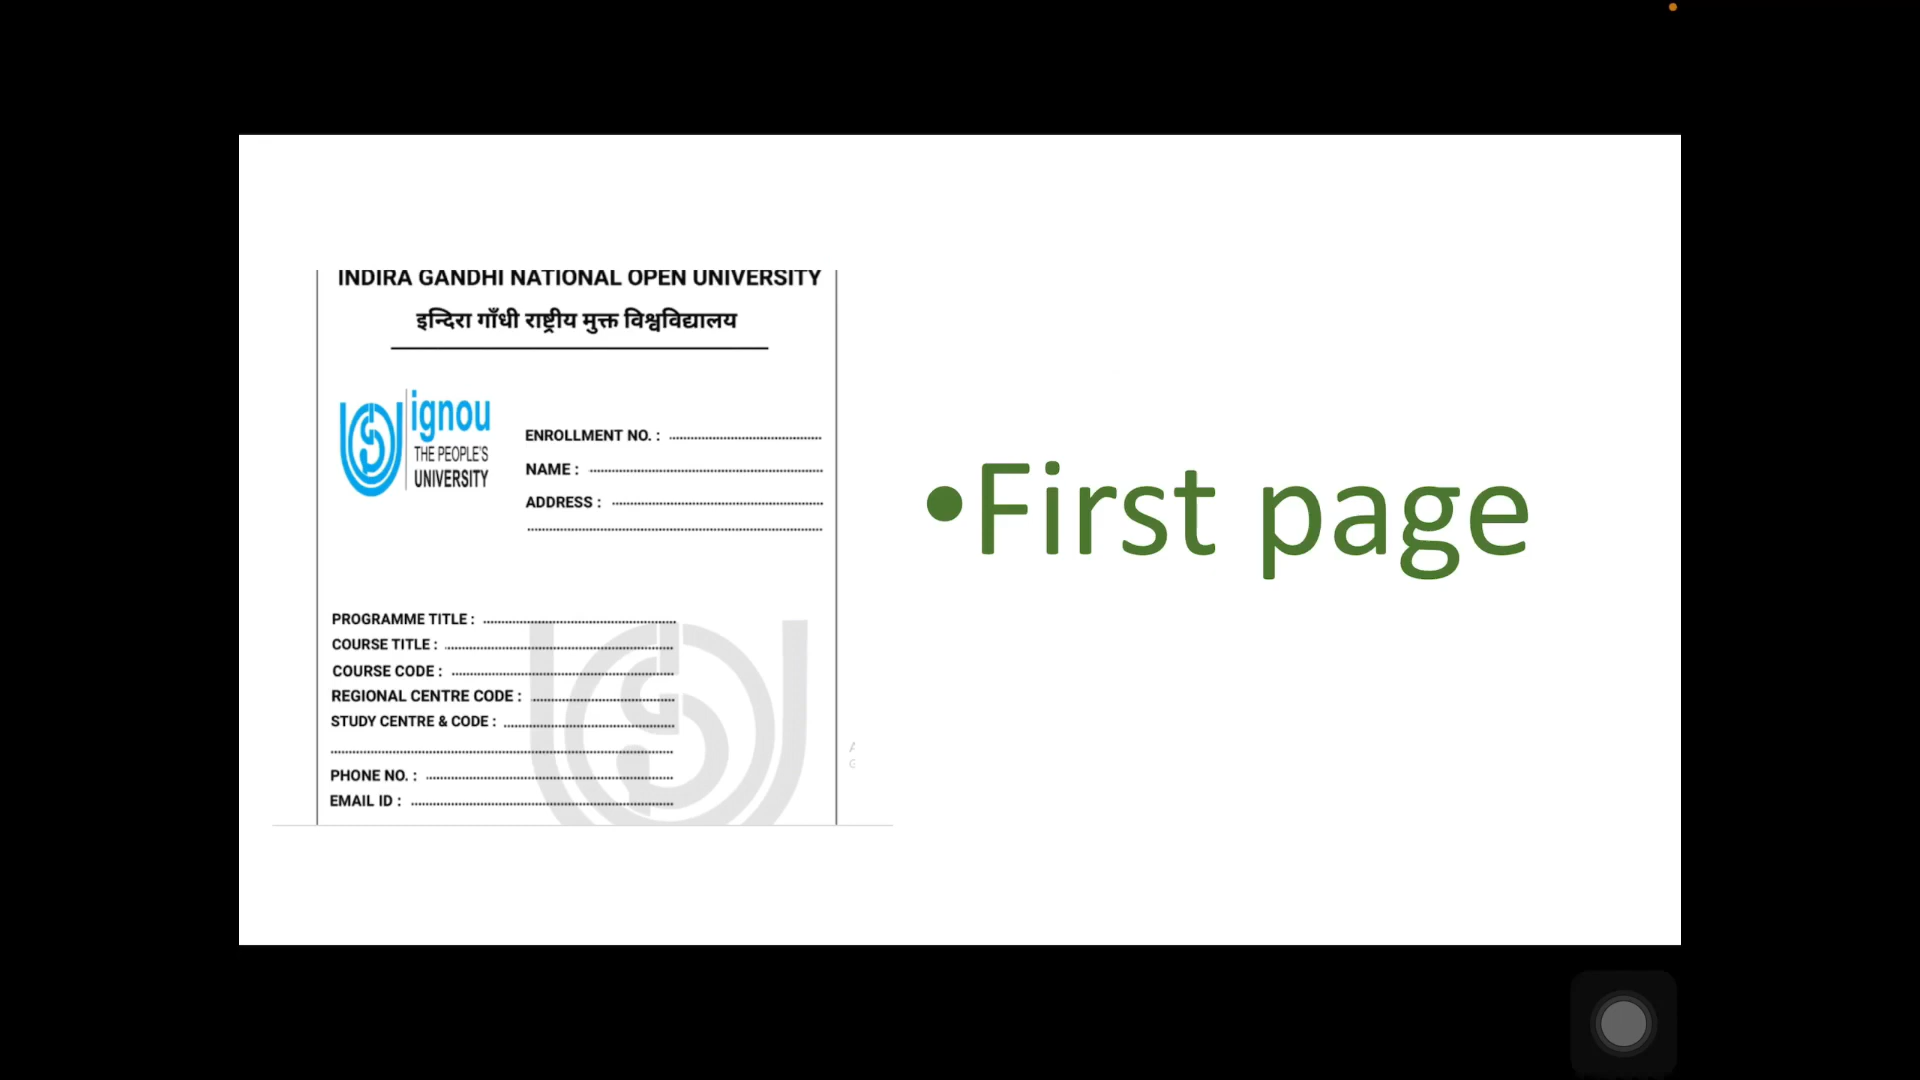 INDIRA GANDHI NATIONAL OPEN UNIVERSITY
इन्दिरा गाँधी राष्ट्रीय मुक्त विश्वविद्यालय
ignou
THE PEOPLE'S
UNIVERSITY
ENROLLMENT NO. :
NAME :
ADDRESS :
PROGRAMME TITLE :
COURSE TITLE :
COURSE CODE :
REGIONAL CENTRE CODE :
STUDY CENTRE & CODE :
PHONE NO. :
EMAIL ID :
•First page